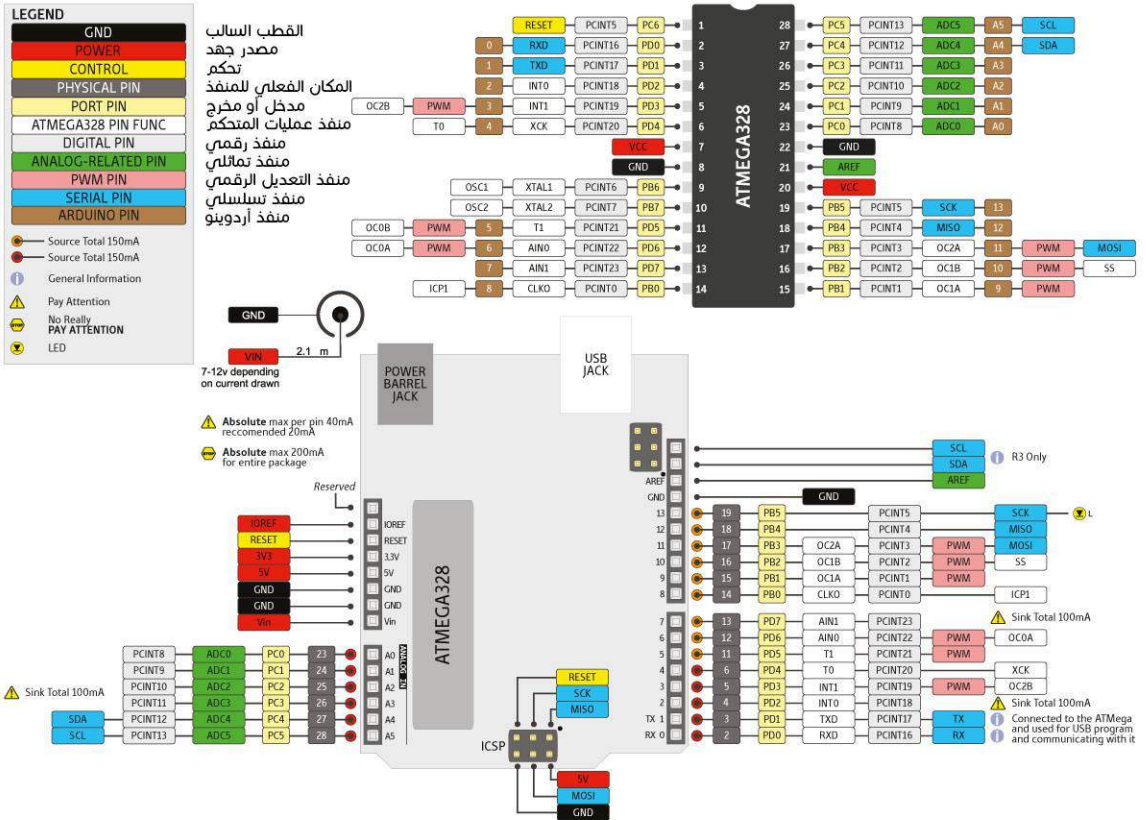 LEGEND
GND القطب السالب
POWER مصدر جهد
CONTROL تحكم
PHYSICAL PIN المكان الفعلي للمنفذ
PORT PIN مدخل أو مخرج
ATMEGA328 PIN FUNC منفذ عمليات المتحكم
DIGITAL PIN منفذ رقمي
ANALOG-RELATED PIN منفذ تماثلي
PWM PIN منفذ التعديل الرقمي
SERIAL PIN منفذ تسلسلي
ARDUINO PIN منفذ أردوينو
Source Total 150mA
Source Total 150mA
General Information
Pay Attention
No Really
PAY ATTENTION
LED
RESET PCINT5 PC6 1 28 PC5 PCINT13 ADC5 A5 SCL
0 RXD PCINT16 PD0 2 27 PC4 PCINT12 ADC4 A4 SDA
1 TXD PCINT17 PD1 3 26 PC3 PCINT11 ADC3 A3
2 INT0 PCINT18 PD2 4 25 PC2 PCINT10 ADC2 A2
OC2B PWM 3 INT1 PCINT19 PD3 5 24 PC1 PCINT9 ADC1 A1
T0 4 XCK PCINT20 PD4 6 23 PC0 PCINT8 ADC0 A0
VCC 7 22 GND
GND 8 21 AREF
OSC1 XTAL1 PCINT6 PB6 9 20 VCC
OSC2 XTAL2 PCINT7 PB7 10 19 PB5 PCINT5 SCK 13
OC0B PWM 5 T1 PCINT21 PD5 11 18 PB4 PCINT4 MISO 12
OC0A PWM 6 AIN0 PCINT22 PD6 12 17 PB3 PCINT3 OC2A 11 PWM MOSI
7 AIN1 PCINT23 PD7 13 16 PB2 PCINT2 OC1B 10 PWM SS
ICP1 8 CLKO PCINT0 PB0 14 15 PB1 PCINT1 OC1A 9 PWM
ATMEGA328
GND
VIN 2.1 m
7-12v depending
on current drawn
POWER
BARREL
JACK
USB
JACK
Absolute max per pin 40mA
reccomended 20mA
Absolute max 200mA
for entire package
Reserved
IOREF IOREF
RESET RESET
3V3 3,3V
5V 5V
GND GND
GND GND
Vin Vin
ATMEGA328
ANALOG IN
PCINT8 ADC0 PC0 23 A0
PCINT9 ADC1 PC1 24 A1
PCINT10 ADC2 PC2 25 A2
PCINT11 ADC3 PC3 26 A3
SDA PCINT12 ADC4 PC4 27 A4
SCL PCINT13 ADC5 PC5 28 A5
Sink Total 100mA
SCL
SDA
R3 Only
AREF AREF
GND GND
13 19 PB5 PCINT5 SCK L
12 18 PB4 PCINT4 MISO
11 17 PB3 OC2A PCINT3 PWM MOSI
10 16 PB2 OC1B PCINT2 PWM SS
9 15 PB1 OC1A PCINT1 PWM
8 14 PB0 CLKO PCINT0 ICP1
7 13 PD7 AIN1 PCINT23 Sink Total 100mA
6 12 PD6 AIN0 PCINT22 PWM OC0A
5 11 PD5 T1 PCINT21 PWM
4 6 PD4 T0 PCINT20 XCK
3 5 PD3 INT1 PCINT19 PWM OC2B
2 4 PD2 INT0 PCINT18 Sink Total 100mA
TX 1 3 PD1 TXD PCINT17 TX
RX 0 2 PD0 RXD PCINT16 RX
Connected to the ATMega
and used for USB program
and communicating with it
RESET
SCK
MISO
ICSP
5V
MOSI
GND